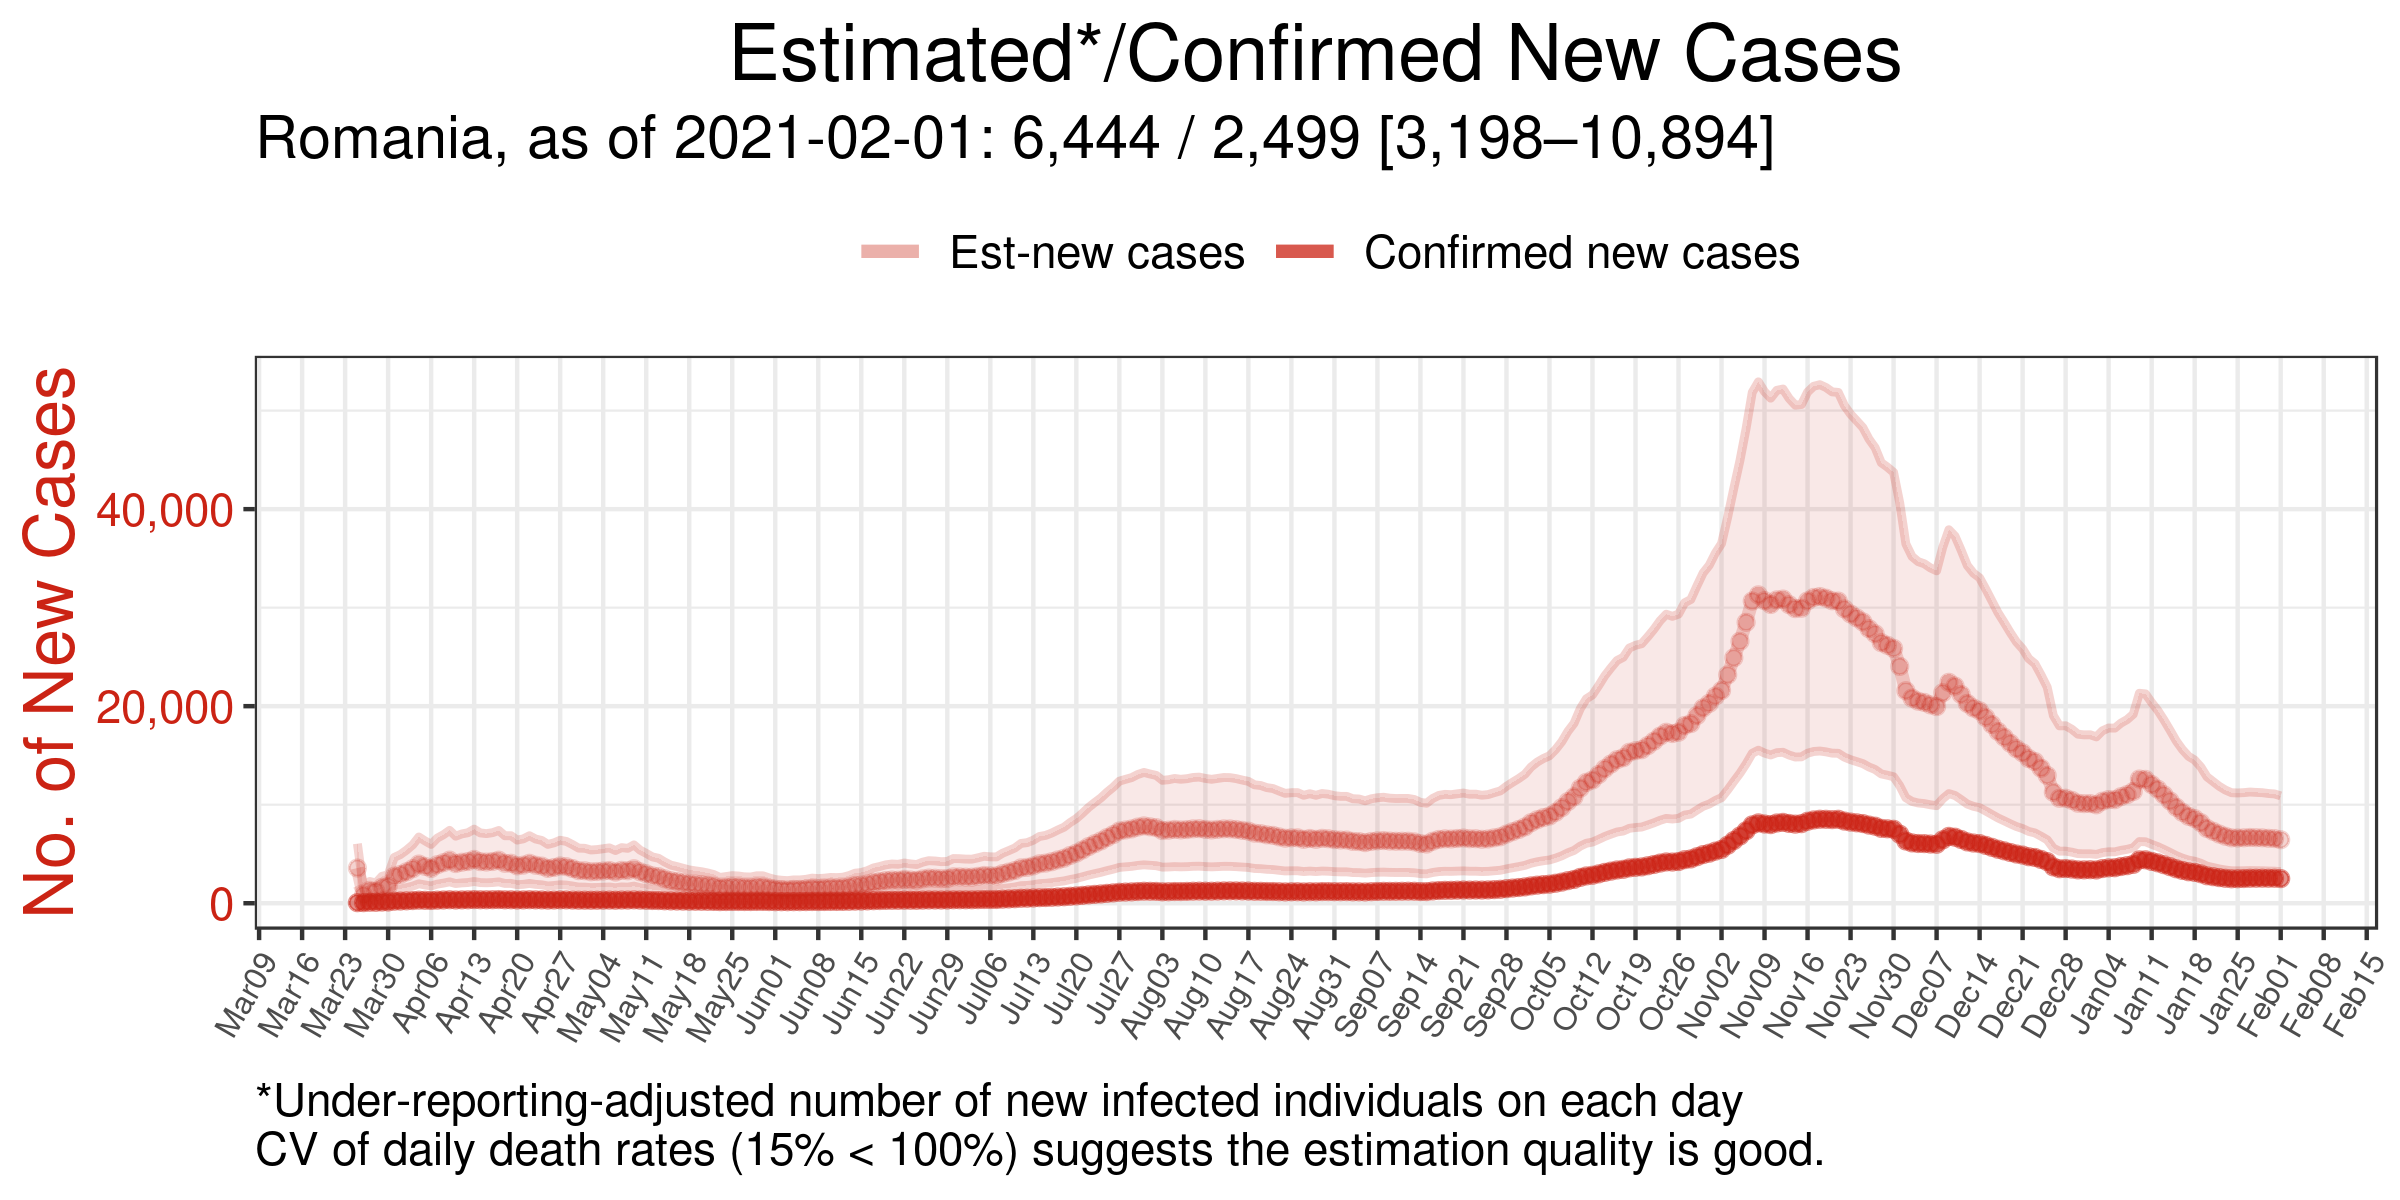 Estimated*/Confirmed New Cases
Romania, as of 2021-02-01: 6,444 / 2,499 [3,198–10,894]
Est-new cases
Confirmed new cases
No. of New Cases
40,000
20,000
0
Mar09
Mar16
Mar23
Mar30
Apr06
Apr13
Apr20
Apr27
May04
May11
May18
May25
Jun01
Jun08
Jun15
Jun22
Jun29
Jul06
Jul13
Jul20
Jul27
Aug03
Aug10
Aug17
Aug24
Aug31
Sep07
Sep14
Sep21
Sep28
Oct05
Oct12
Oct19
Oct26
Nov02
Nov09
Nov16
Nov23
Nov30
Dec07
Dec14
Dec21
Dec28
Jan04
Jan11
Jan18
Jan25
Feb01
Feb08
Feb15
*Under-reporting-adjusted number of new infected individuals on each day
CV of daily death rates (15% < 100%) suggests the estimation quality is good.